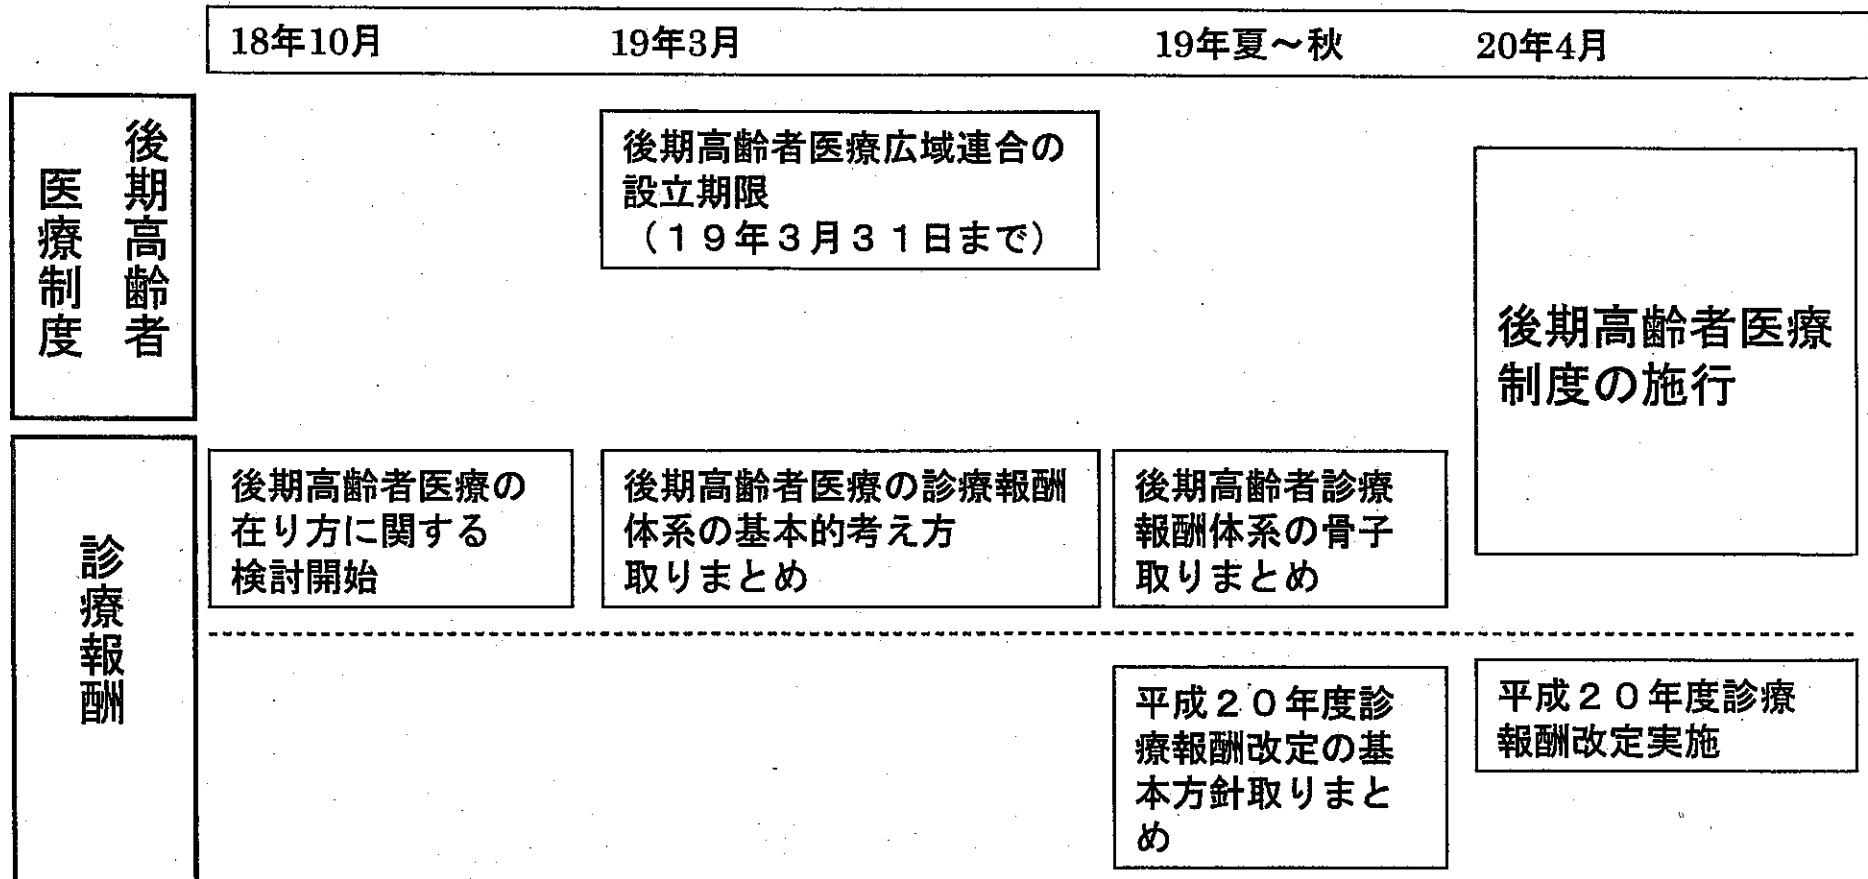 18年10月
19年3月
19年夏～秋
20年4月
後期高齢者
医療制度
後期高齢者医療広域連合の
設立期限
（１９年３月３１日まで）
後期高齢者医療
制度の施行
診療報酬
後期高齢者医療の
在り方に関する
検討開始
後期高齢者医療の診療報酬
体系の基本的考え方
取りまとめ
後期高齢者診療
報酬体系の骨子
取りまとめ
平成２０年度診
療報酬改定の基
本方針取りまと
め
平成２０年度診療
報酬改定実施